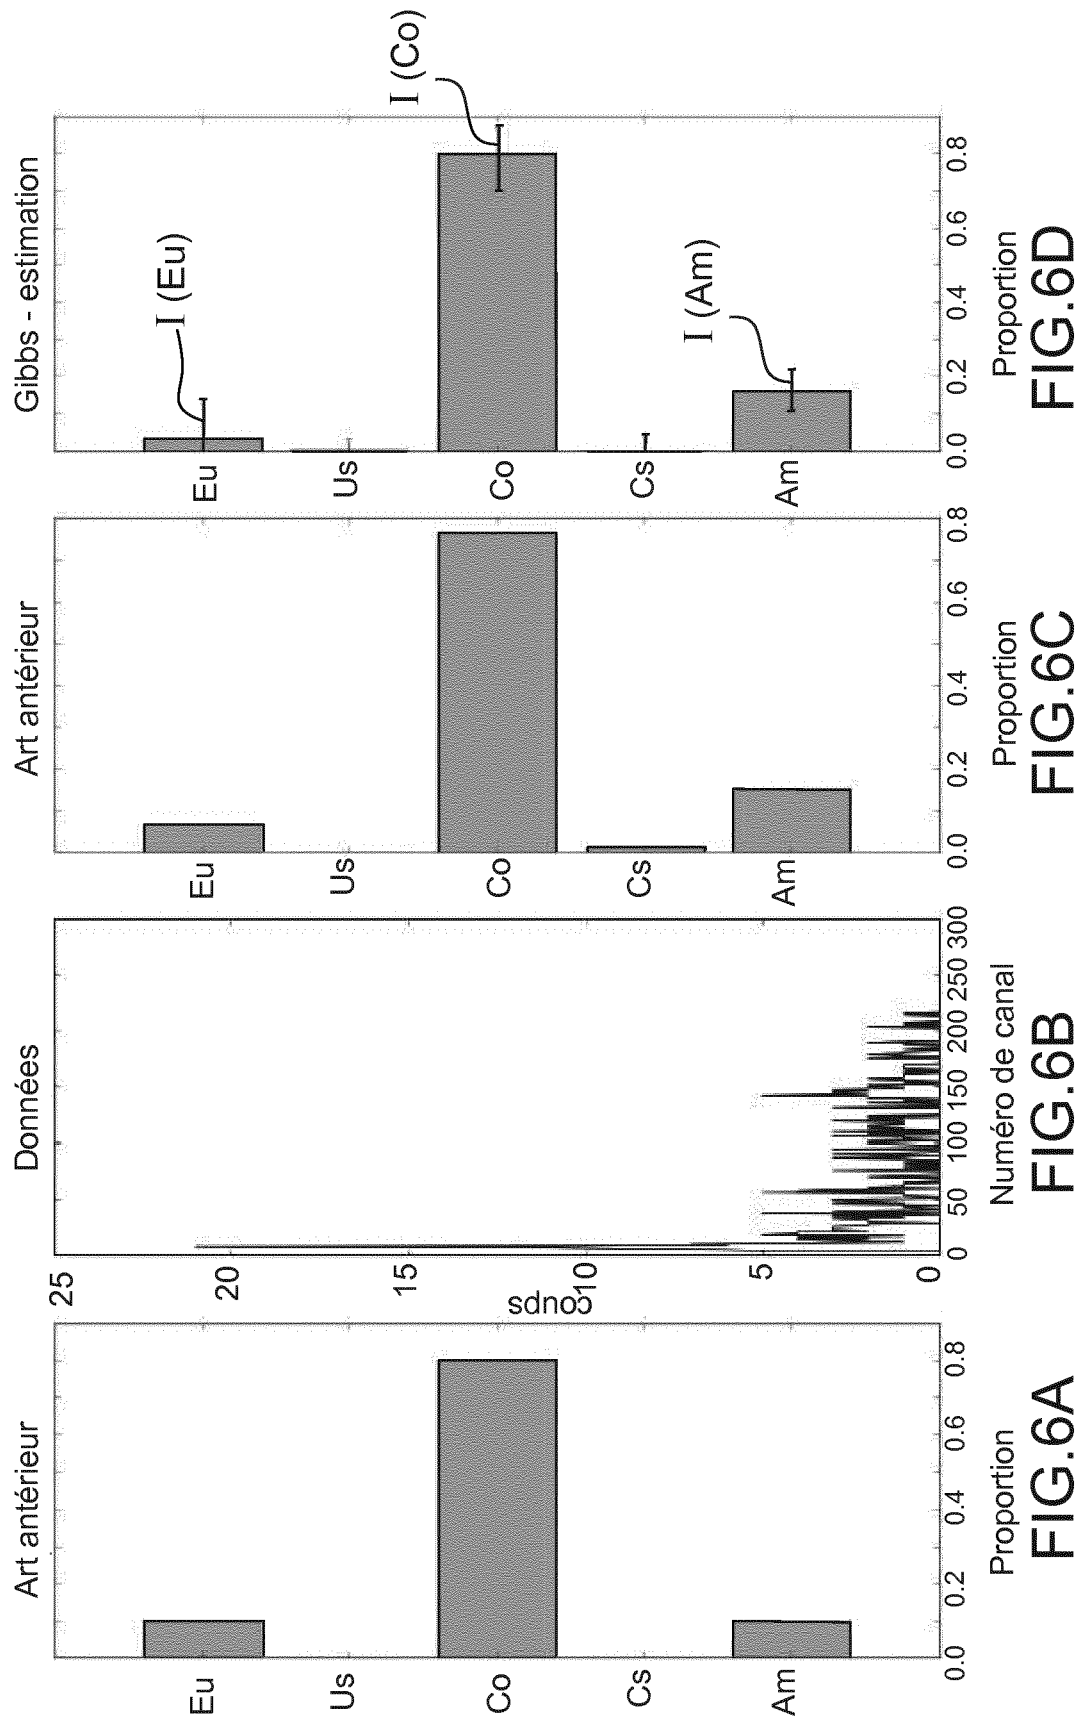 Art antérieur
Eu
Us
Co
Cs
Am
0.0 0.2 0.4 0.6 0.8
Proportion
FIG.6A
Données
coups
25
20
15
10
5
0
0 50 100 150 200 250 300
Numéro de canal
FIG.6B
Art antérieur
Eu
Us
Co
Cs
Am
0.0 0.2 0.4 0.6 0.8
Proportion
FIG.6C
Gibbs - estimation
I (Eu)
I (Co)
I (Am)
Eu
Us
Co
Cs
Am
0.0 0.2 0.4 0.6 0.8
Proportion
FIG.6D